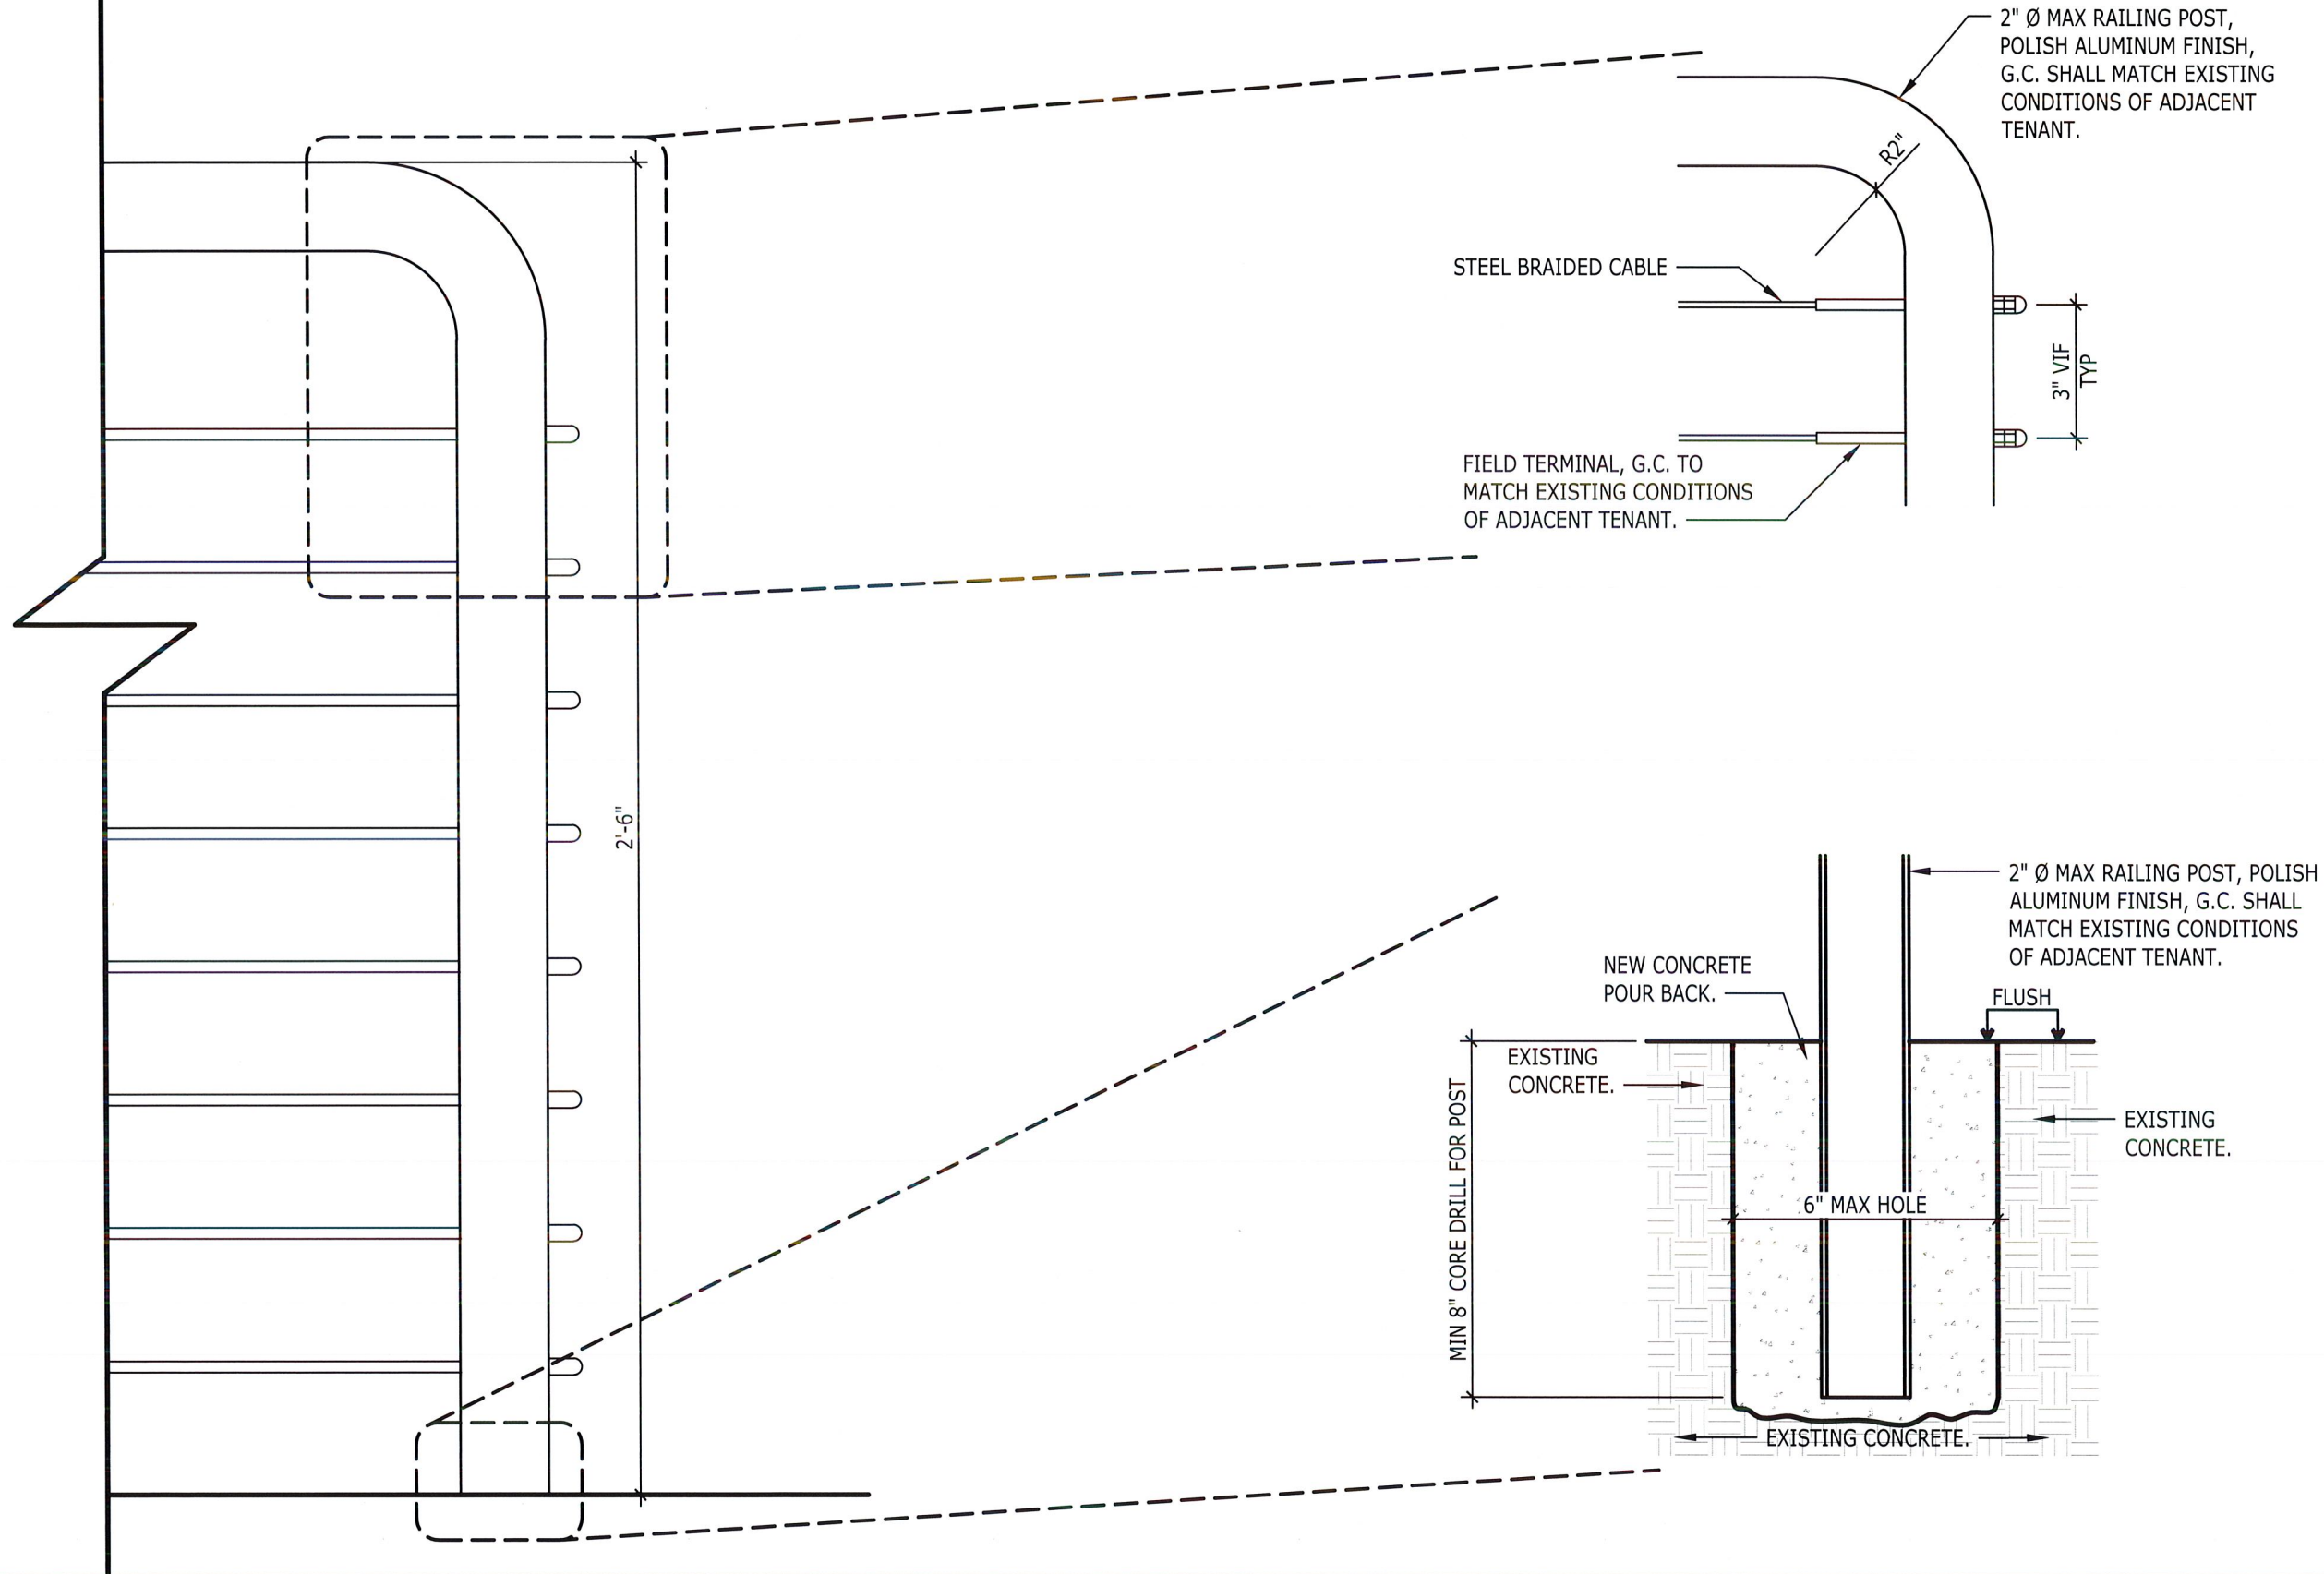 2" Ø MAX RAILING POST,
POLISH ALUMINUM FINISH,
G.C. SHALL MATCH EXISTING
CONDITIONS OF ADJACENT
TENANT.
R2"
STEEL BRAIDED CABLE
3" VIF
TYP
FIELD TERMINAL, G.C. TO
MATCH EXISTING CONDITIONS
OF ADJACENT TENANT.
2'-6"
2" Ø MAX RAILING POST, POLISH
ALUMINUM FINISH, G.C. SHALL
MATCH EXISTING CONDITIONS
OF ADJACENT TENANT.
NEW CONCRETE
POUR BACK.
FLUSH
EXISTING
CONCRETE.
EXISTING
CONCRETE.
MIN 8" CORE DRILL FOR POST
6" MAX HOLE
EXISTING CONCRETE.